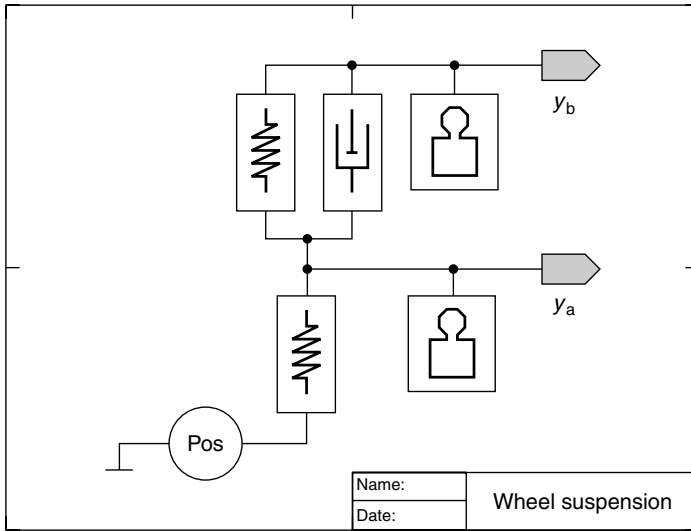 y_b
y_a
Pos
Name:
Wheel suspension
Date: